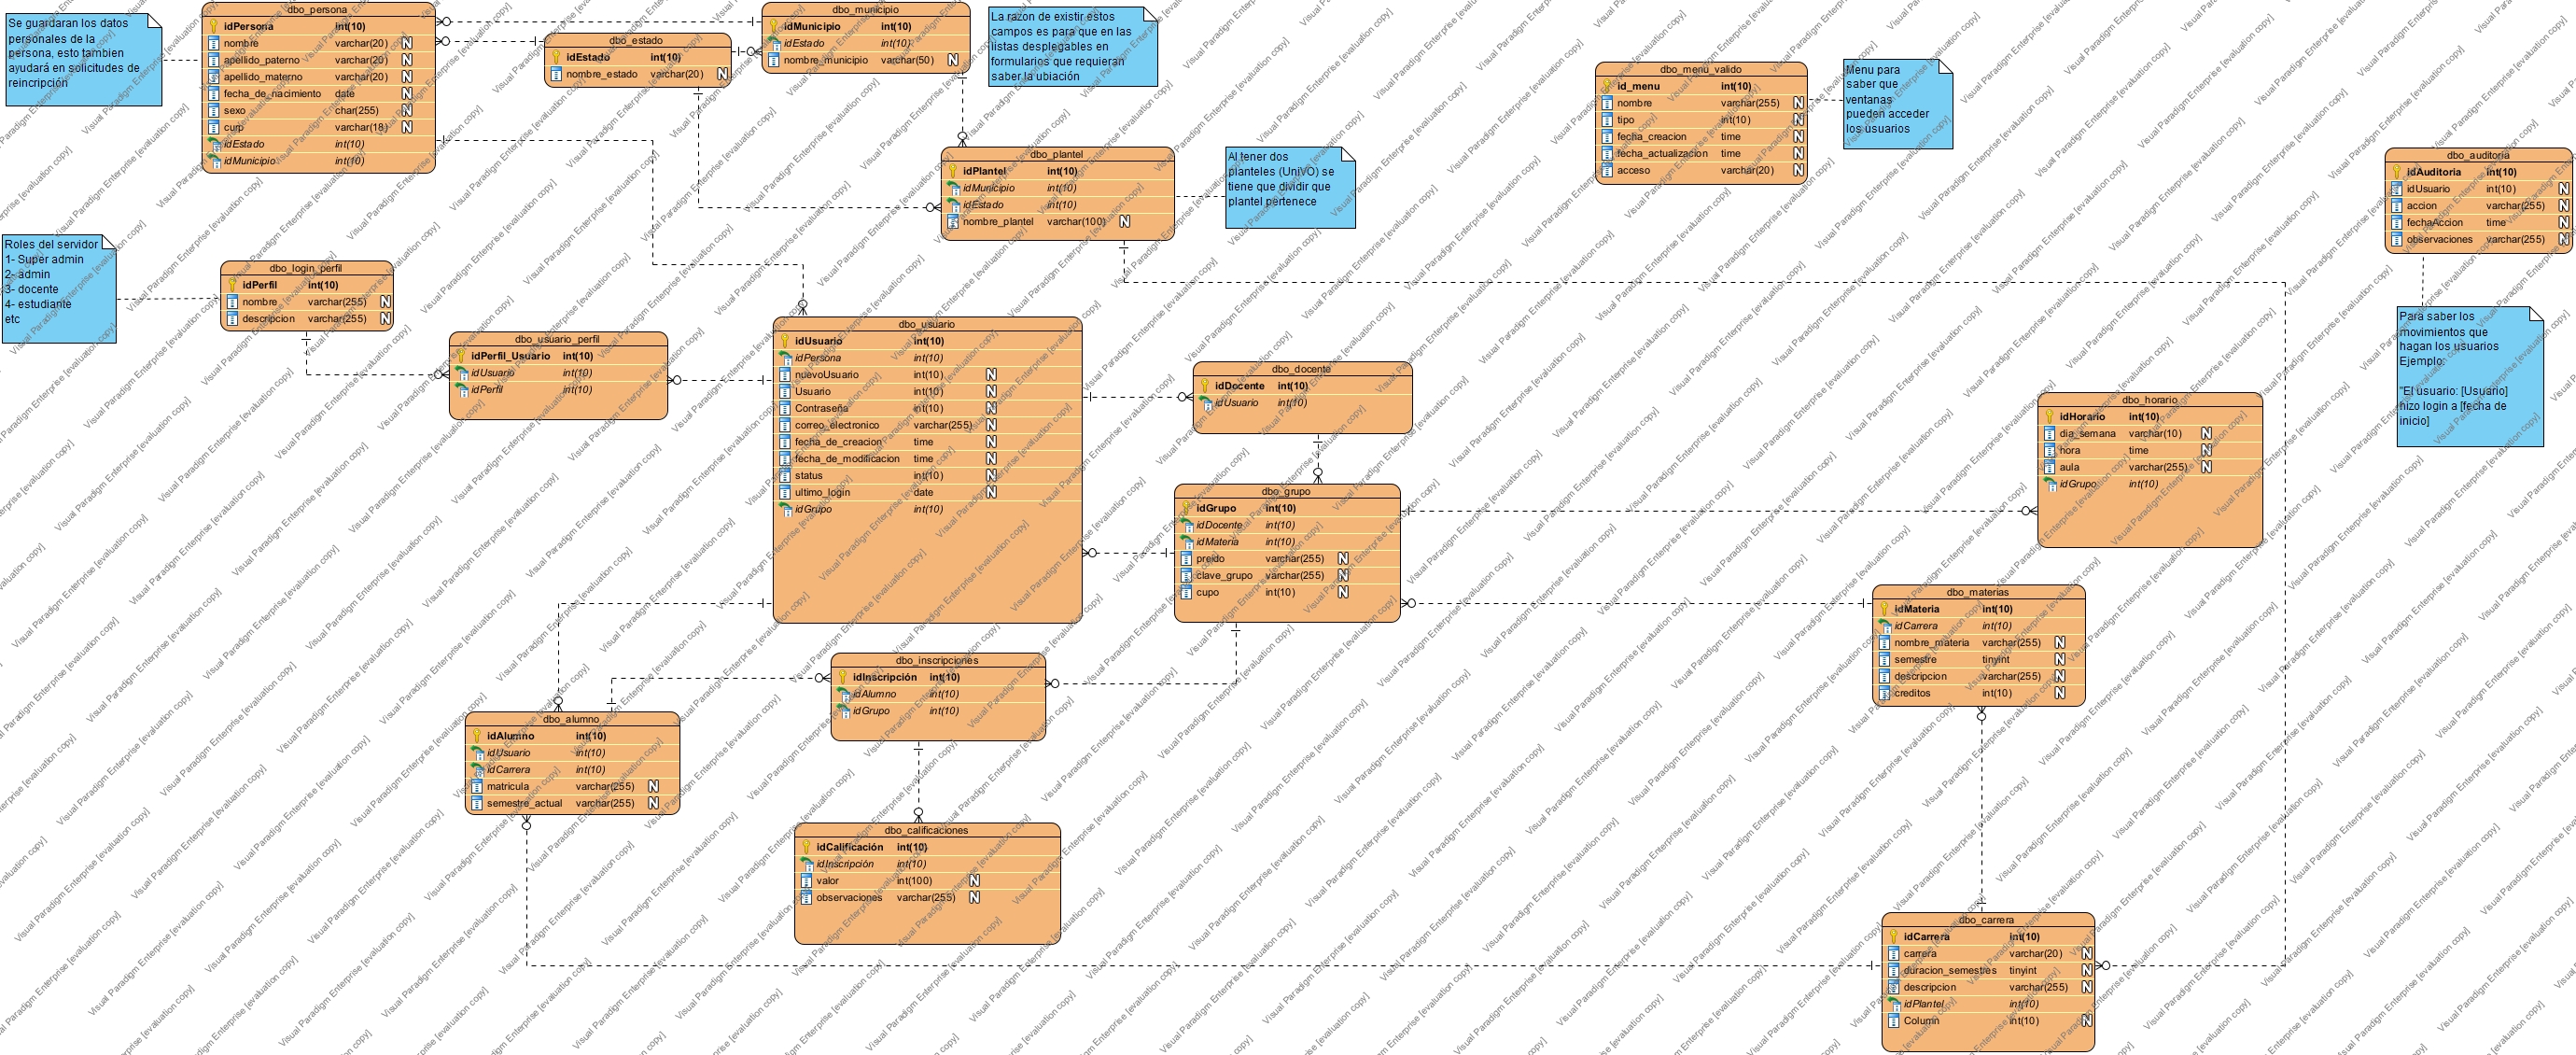 Se guardaran los datos
personales de la
persona, esto tambien
ayudará en solicitudes de
reincripción
dbo_persona
idPersona int(10)
nombre varchar(20) N
apellido_paterno varchar(20) N
apellido_materno varchar(20) N
fecha_de_nacimiento date
sexo char(255) N
curp varchar(18) N
idEstado int(10)
idMunicipio int(10)
dbo_estado
idEstado int(10)
nombre_estado varchar(20) N
dbo_municipio
idMunicipio int(10)
idEstado int(10)
nombre_municipio varchar(50) N
La razon de existir estos
campos es para que en las
listas desplegables en
formularios que requieran
saber la ubiación
dbo_plantel
idPlantel int(10)
idMunicipio int(10)
idEstado int(10)
nombre_plantel varchar(100) N
Al tener dos
planteles (UniVO) se
tiene que dividir que
plantel pertenece
dbo_menu_valido
id_menu int(10)
nombre varchar(255) N
tipo int(10) N
fecha_creacion time N
fecha_actualizacion time N
acceso varchar(20) N
Menu para
saber que
ventanas
pueden acceder
los usuarios
dbo_auditoria
idAuditoria int(10)
idUsuario int(10) N
accion varchar(255) N
fechaAccion time N
observaciones varchar(255) N
Para saber los
movimientos que
hagan los usuarios
Ejemplo:
"El usuario: [Usuario]
hizo login a [fecha de
inicio]
Roles del servidor
1- Super admin
2- admin
3- docente
4- estudiante
etc
dbo_login_perfil
idPerfil int(10)
nombre varchar(255) N
descripcion varchar(255) N
dbo_usuario_perfil
idPerfil_Usuario int(10)
idUsuario int(10)
idPerfil int(10)
dbo_usuario
idUsuario int(10)
idPersona int(10)
nuevoUsuario int(10) N
Usuario int(10) N
Contraseña int(10) N
correo_electronico varchar(255) N
fecha_de_creacion time N
fecha_de_modificacion time N
status int(10) N
ultimo_login date N
idGrupo int(10)
dbo_docente
idDocente int(10)
idUsuario int(10)
dbo_grupo
idGrupo int(10)
idDocente int(10)
idMateria int(10)
preido varchar(255) N
clave_grupo varchar(255) N
cupo int(10) N
dbo_horario
idHorario int(10)
dia_semana varchar(10) N
hora time N
aula varchar(255) N
idGrupo int(10)
dbo_materias
idMateria int(10)
idCarrera int(10)
nombre_materia varchar(255) N
semestre tinyint N
descripcion varchar(255) N
creditos int(10) N
dbo_inscripciones
idInscripción int(10)
idAlumno int(10)
idGrupo int(10)
dbo_alumno
idAlumno int(10)
idUsuario int(10)
idCarrera int(10)
matricula varchar(255) N
semestre_actual varchar(255) N
dbo_calificaciones
idCalificación int(10)
idInscripción int(10)
valor int(100) N
observaciones varchar(255) N
dbo_carrera
idCarrera int(10)
carrera varchar(20) N
duracion_semestres tinyint N
descripcion varchar(255) N
idPlantel int(10)
Column int(10) N
Visual Paradigm Enterprise [evaluation copy]